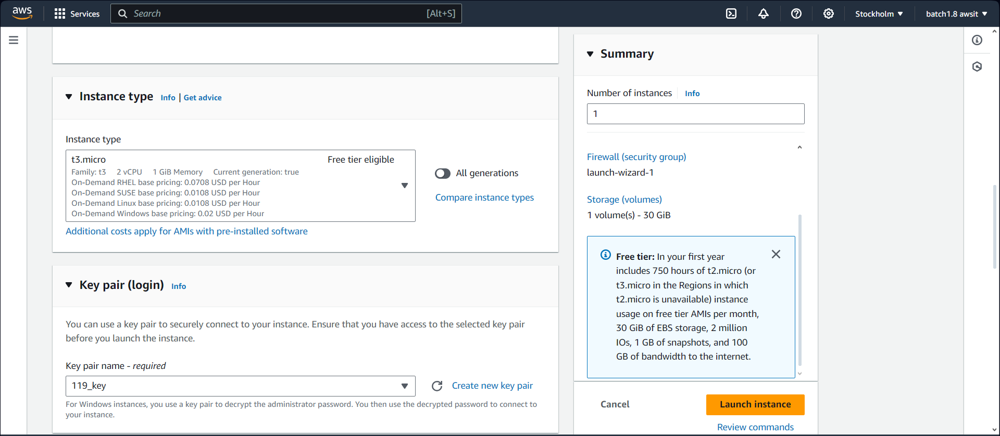 aws
Services
Search
[Alt+S]
Stockholm
batch1.8 awsit
Instance type
Info | Get advice
Instance type
t3.micro
Free tier eligible
Family: t3 2 vCPU 1 GiB Memory Current generation: true
On-Demand RHEL base pricing: 0.0708 USD per Hour
On-Demand SUSE base pricing: 0.0108 USD per Hour
On-Demand Linux base pricing: 0.0108 USD per Hour
On-Demand Windows base pricing: 0.02 USD per Hour
All generations
Compare instance types
Additional costs apply for AMIs with pre-installed software
Key pair (login)
Info
You can use a key pair to securely connect to your instance. Ensure that you have access to the selected key pair
before you launch the instance.
Key pair name - required
119_key
Create new key pair
For Windows instances, you use a key pair to decrypt the administrator password. You then use the decrypted password to connect to
your instance.
Summary
Number of instances
Info
1
Firewall (security group)
launch-wizard-1
Storage (volumes)
1 volume(s) - 30 GiB
Free tier: In your first year
includes 750 hours of t2.micro (or
t3.micro in the Regions in which
t2.micro is unavailable) instance
usage on free tier AMIs per month,
30 GiB of EBS storage, 2 million
IOs, 1 GB of snapshots, and 100
GB of bandwidth to the internet.
Cancel
Launch instance
Review commands